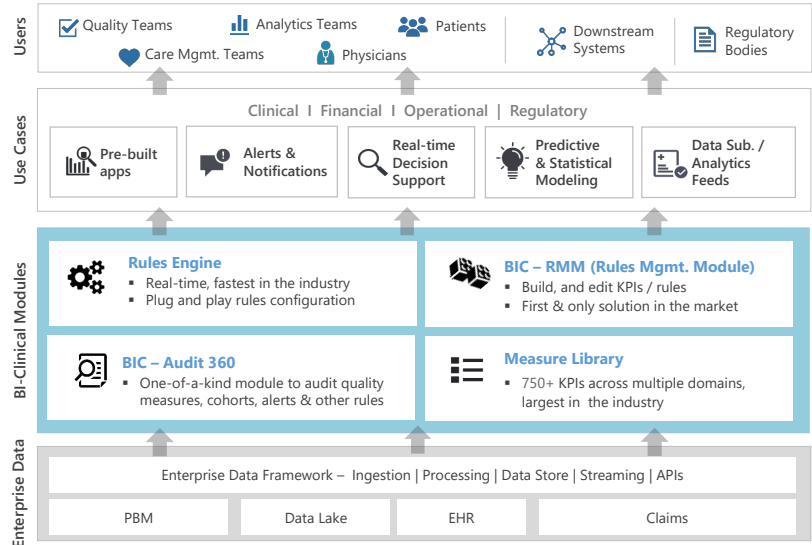 Users
Quality Teams
Analytics Teams
Patients
Care Mgmt. Teams
Physicians
Downstream
Systems
Regulatory
Bodies
Use Cases
Clinical I Financial I Operational | Regulatory
Pre-built
apps
Alerts &
Notifications
Real-time
Decision
Support
Predictive
& Statistical
Modeling
Data Sub. /
Analytics
Feeds
BI-Clinical Modules
Rules Engine
▪ Real-time, fastest in the industry
▪ Plug and play rules configuration
BIC – RMM (Rules Mgmt. Module)
▪ Build, and edit KPIs / rules
▪ First & only solution in the market
BIC – Audit 360
▪ One-of-a-kind module to audit quality
measures, cohorts, alerts & other rules
Measure Library
▪ 750+ KPIs across multiple domains,
largest in the industry
Enterprise Data
Enterprise Data Framework – Ingestion | Processing | Data Store | Streaming | APIs
PBM
Data Lake
EHR
Claims